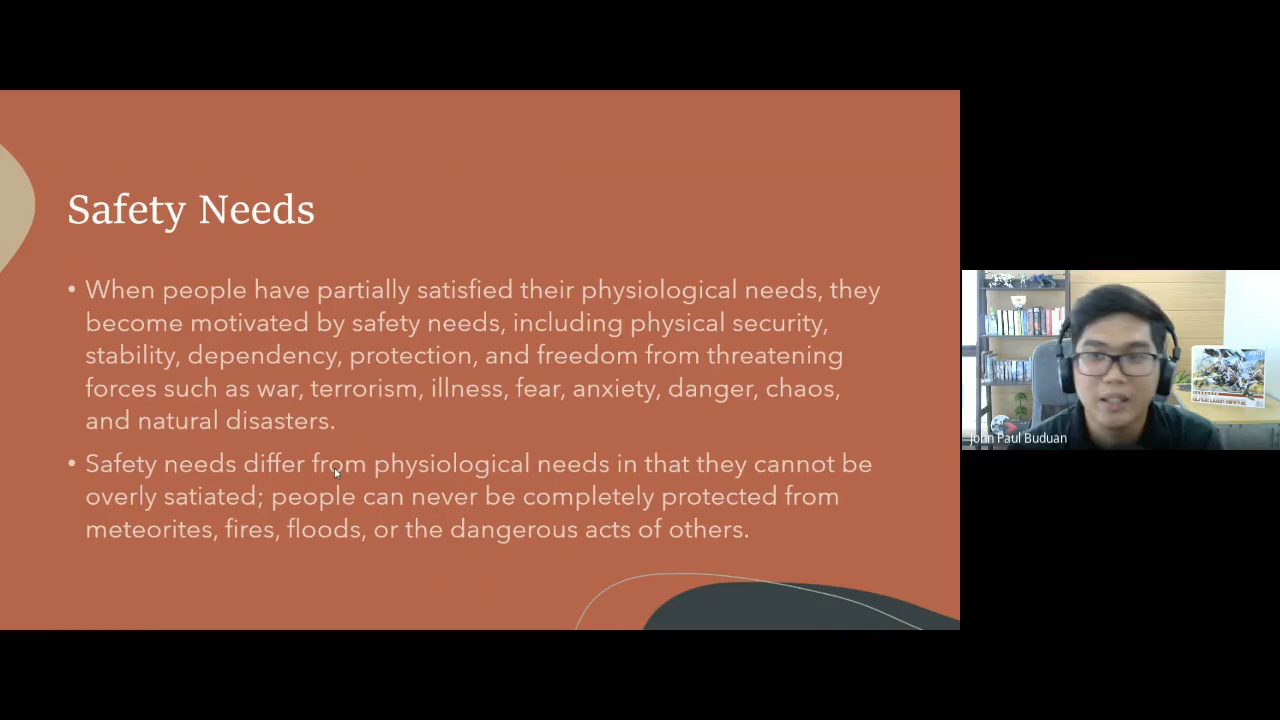 Safety Needs
• When people have partially satisfied their physiological needs, they
become motivated by safety needs, including physical security,
stability, dependency, protection, and freedom from threatening
forces such as war, terrorism, illness, fear, anxiety, danger, chaos,
and natural disasters.
• Safety needs differ from physiological needs in that they cannot be
overly satiated; people can never be completely protected from
meteorites, fires, floods, or the dangerous acts of others.
John Paul Buduan